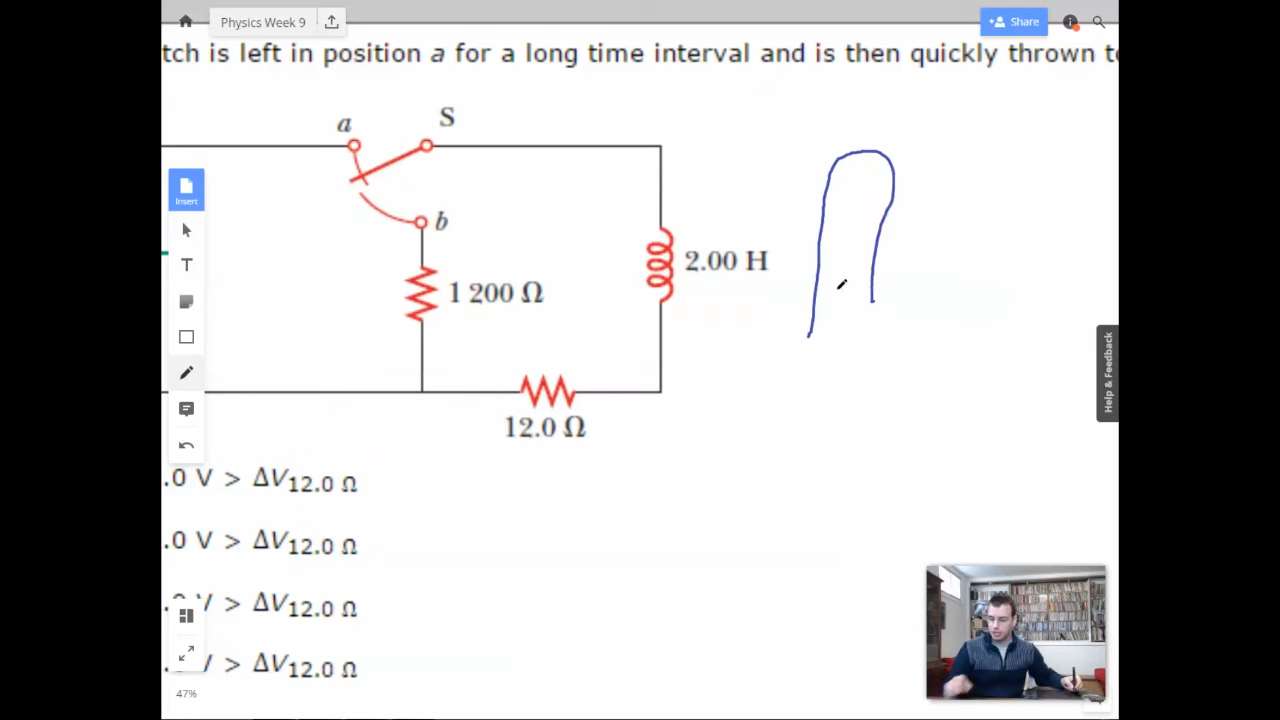 Physics Week 9
Share
tch is left in position a for a long time interval and is then quickly thrown to
a
S
Insert
b
2.00 H
1 200 Ω
12.0 Ω
Help & Feedback
.0 V > ΔV12.0 Ω
.0 V > ΔV12.0 Ω
.0 V > ΔV12.0 Ω
V > ΔV12.0 Ω
47%